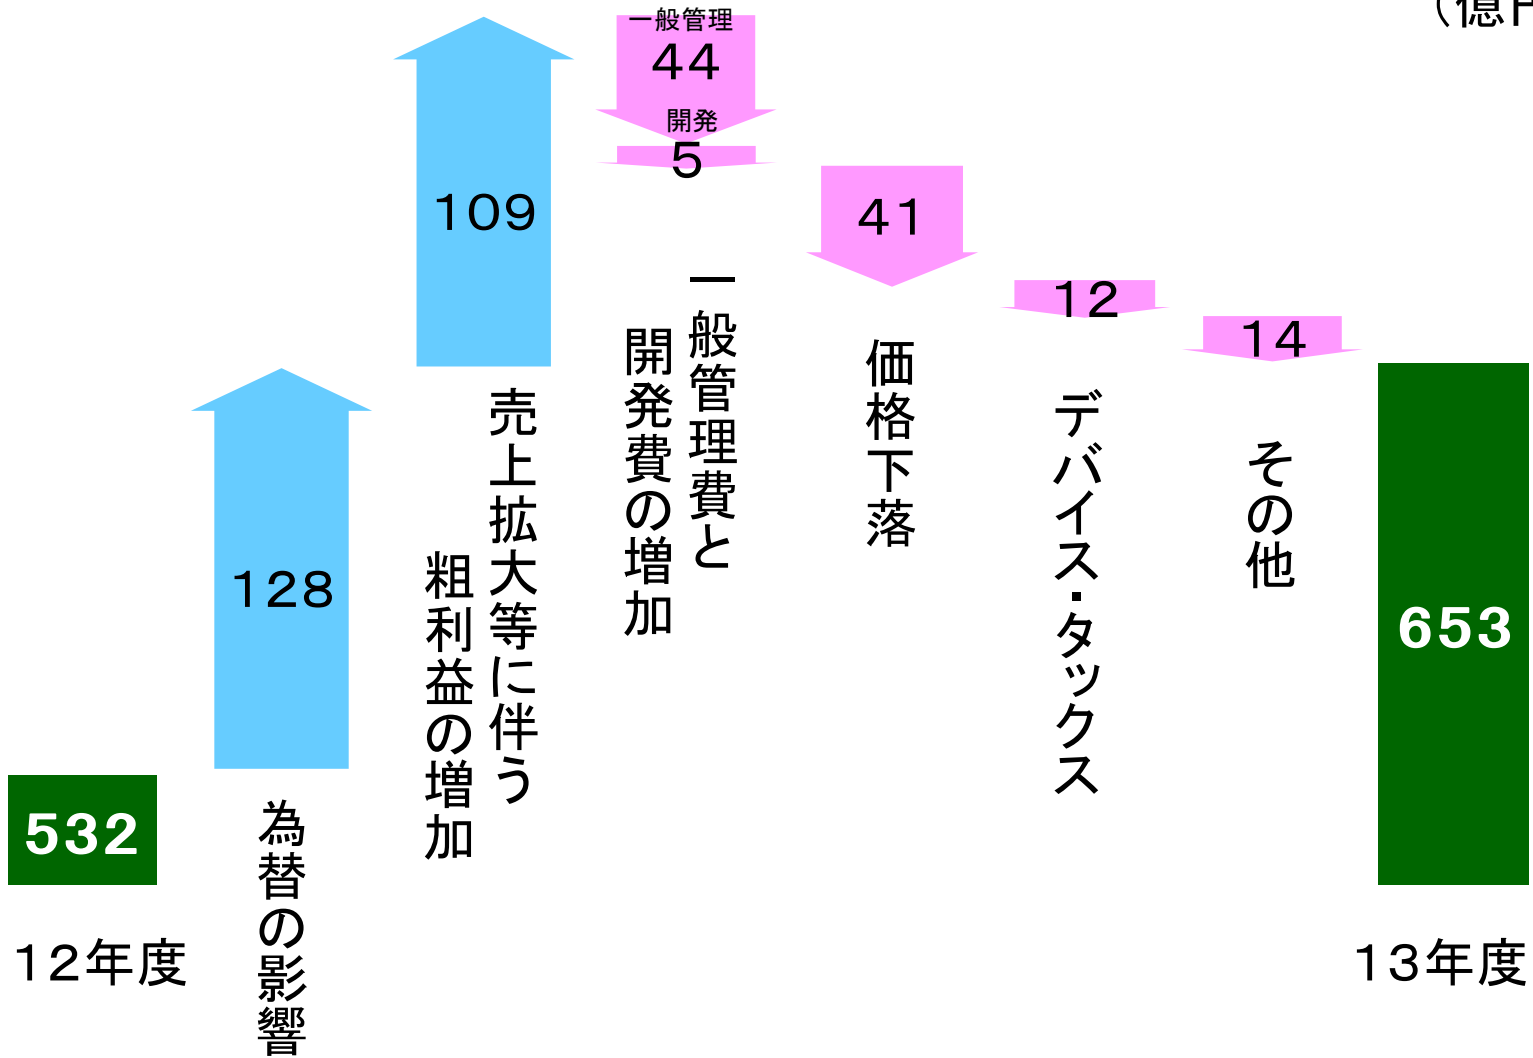 （億円
一般管理
44
開発
5
109
41
12
14
128
532
653
12年度
為替の影響
売上拡大等に伴う
粗利益の増加
一般管理費と
開発費の増加
価格下落
デバイス・タックス
その他
13年度